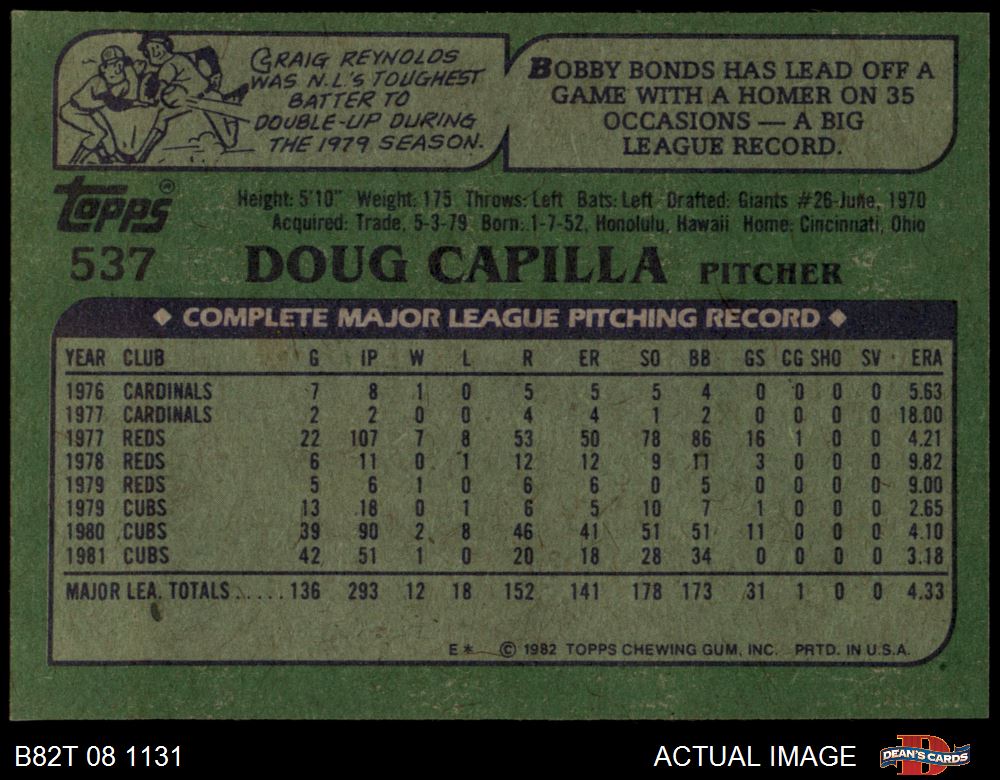 CRAIG REYNOLDS
WAS N.L.'S TOUGHEST
BATTER TO
DOUBLE-UP DURING
THE 1979 SEASON.
BOBBY BONDS HAS LEAD OFF A
GAME WITH A HOMER ON 35
OCCASIONS — A BIG
LEAGUE RECORD.
Topps®
Height: 5'10" Weight: 175 Throws: Left Bats: Left Drafted: Giants #26-June, 1970
Acquired: Trade, 5-3-79 Born: 1-7-52, Honolulu, Hawaii Home: Cincinnati, Ohio
537 DOUG CAPILLA PITCHER
◆ COMPLETE MAJOR LEAGUE PITCHING RECORD ◆
YEAR CLUB G IP W L R ER SO BB GS CG SHO SV ERA
1976 CARDINALS 7 8 1 0 5 5 5 4 0 0 0 0 5.63
1977 CARDINALS 2 2 0 0 4 4 1 2 0 0 0 0 18.00
1977 REDS 22 107 7 8 53 50 78 86 16 1 0 0 4.21
1978 REDS 6 11 0 1 12 12 9 11 3 0 0 0 9.82
1979 REDS 5 6 1 0 6 6 0 5 0 0 0 0 9.00
1979 CUBS 13 18 0 1 6 5 10 7 1 0 0 0 2.65
1980 CUBS 39 90 2 8 46 41 51 51 11 0 0 0 4.10
1981 CUBS 42 51 1 0 20 18 28 34 0 0 0 0 3.18
MAJOR LEA. TOTALS ..... 136 293 12 18 152 141 178 173 31 1 0 0 4.33
E* © 1982 TOPPS CHEWING GUM, INC. PRTD. IN U.S.A.
B82T 08 1131 ACTUAL IMAGE DEAN'S CARDS